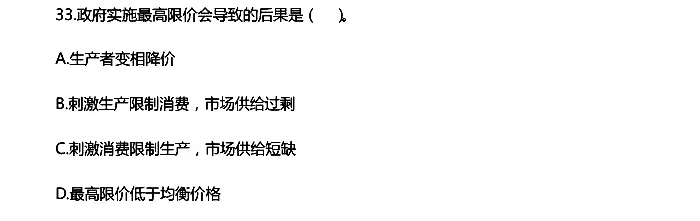 33.政府实施最高限价会导致的后果是（　）。
A.生产者变相降价
B.刺激生产限制消费，市场供给过剩
C.刺激消费限制生产，市场供给短缺
D.最高限价低于均衡价格